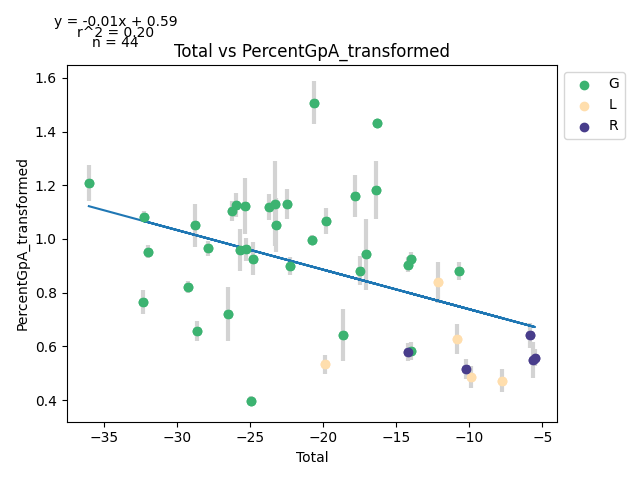 y = -0.01x + 0.59
r^2 = 0.20
n = 44
Total vs PercentGpA_transformed
1.6
1.4
1.2
1.0
0.8
0.6
0.4
PercentGpA_transformed
−35 −30 −25 −20 −15 −10 −5
Total
G
L
R